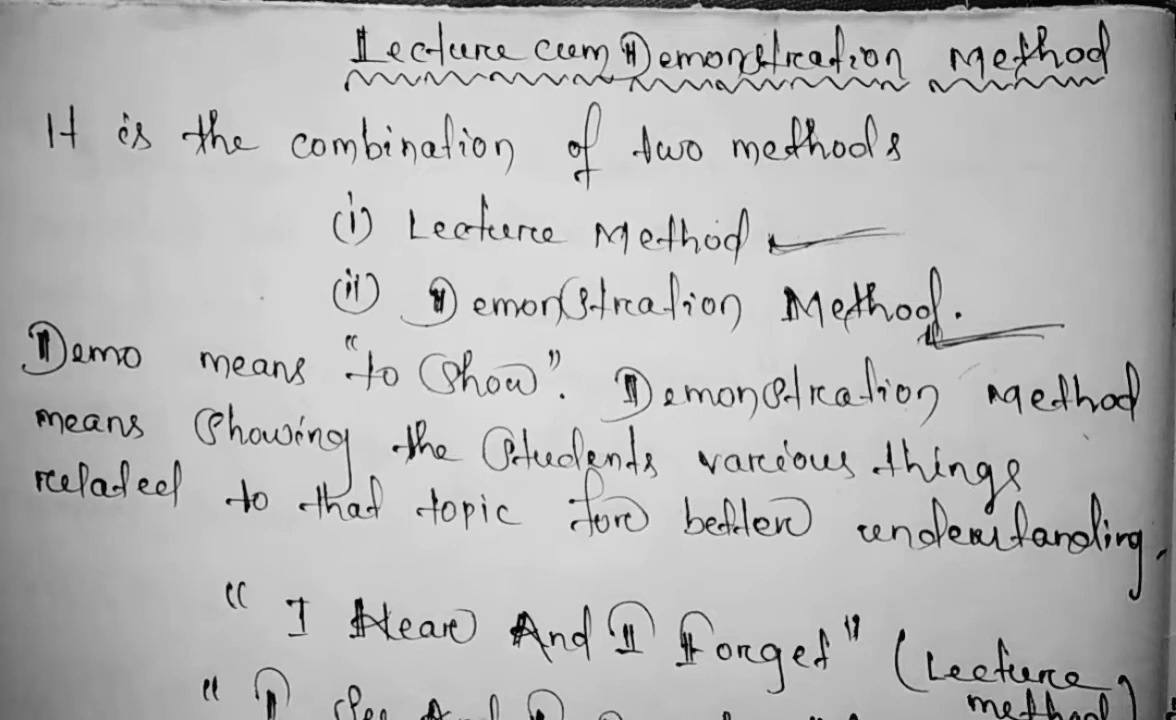 Lecture cum Demonstration Method
It is the combination of two methods
(i) Lecture Method
(ii) Demonstration Method.
Demo means "to Show". Demonstration method
means Showing the Students various things
related to that topic for better understanding.
"I Hear And I Forget" (Lecture
method)
"I See And I